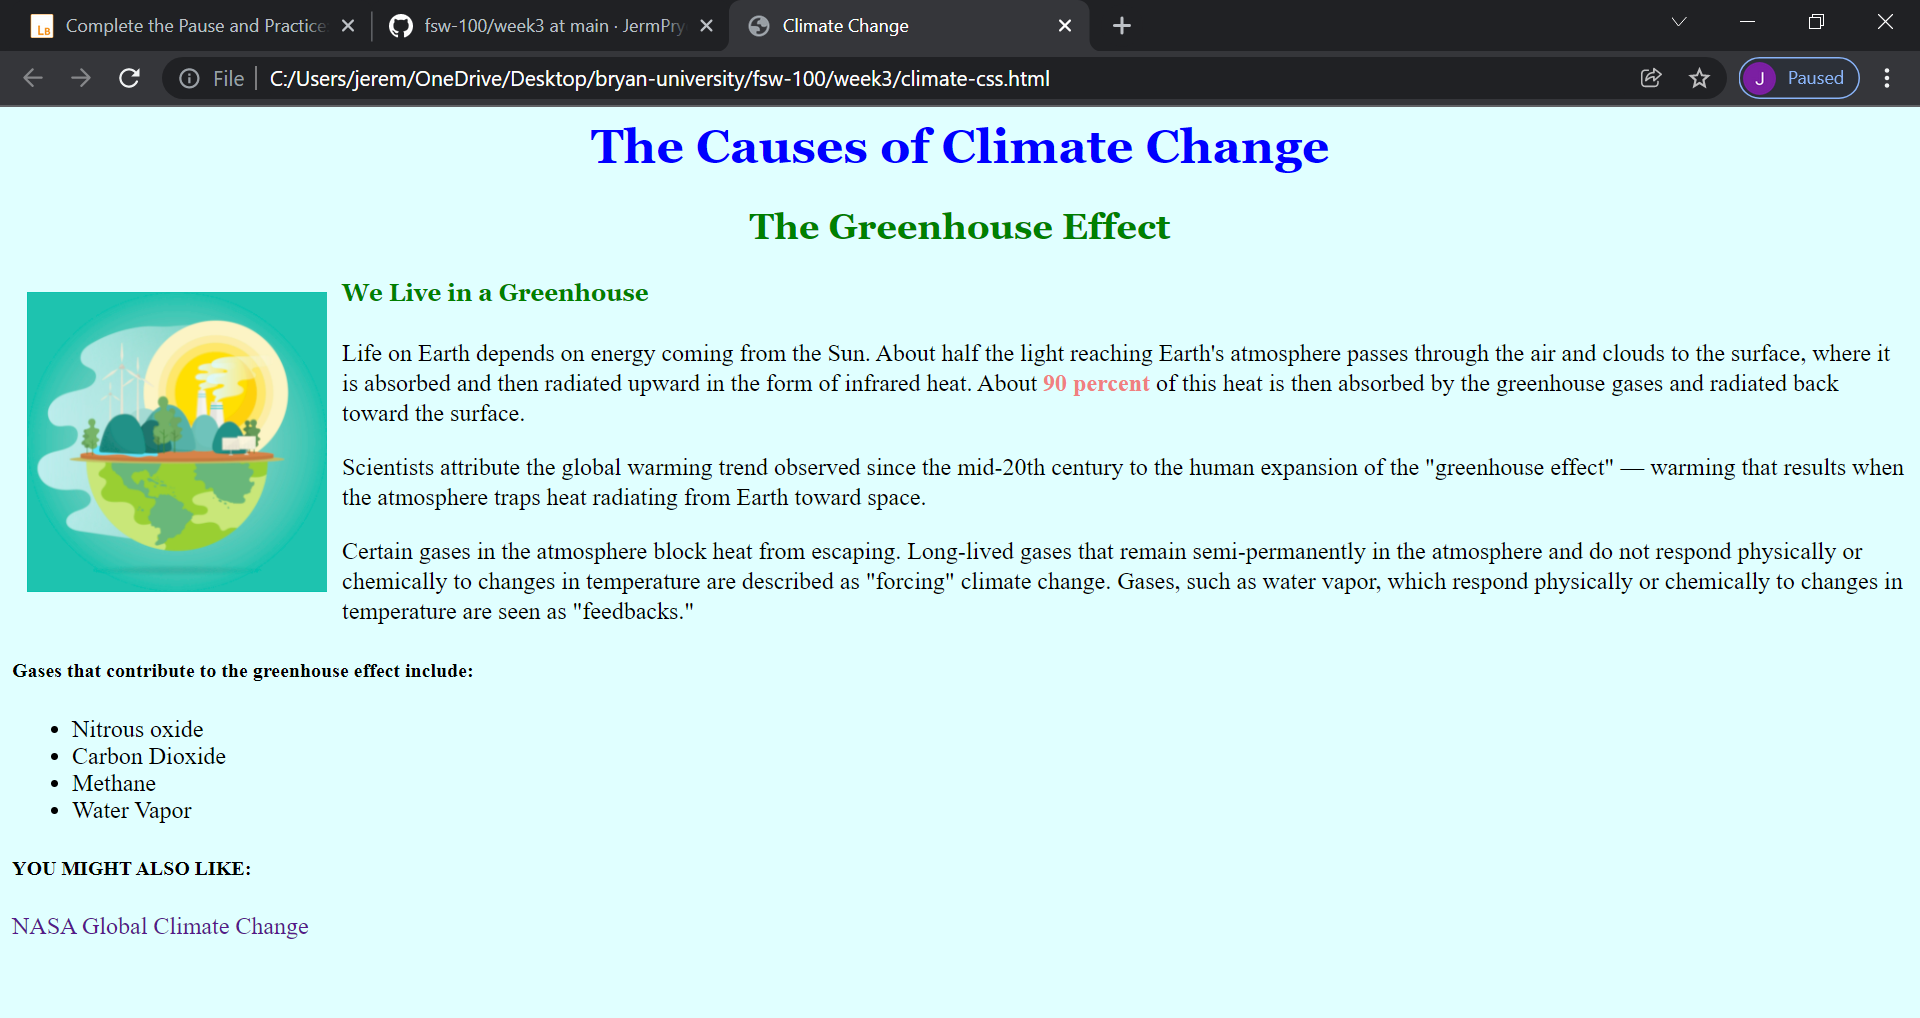 LB Complete the Pause and Practice
fsw-100/week3 at main · JermPry
Climate Change
File
C:/Users/jerem/OneDrive/Desktop/bryan-university/fsw-100/week3/climate-css.html
J Paused
The Causes of Climate Change
The Greenhouse Effect
We Live in a Greenhouse
Life on Earth depends on energy coming from the Sun. About half the light reaching Earth's atmosphere passes through the air and clouds to the surface, where it
is absorbed and then radiated upward in the form of infrared heat. About 90 percent of this heat is then absorbed by the greenhouse gases and radiated back
toward the surface.
Scientists attribute the global warming trend observed since the mid-20th century to the human expansion of the "greenhouse effect" — warming that results when
the atmosphere traps heat radiating from Earth toward space.
Certain gases in the atmosphere block heat from escaping. Long-lived gases that remain semi-permanently in the atmosphere and do not respond physically or
chemically to changes in temperature are described as "forcing" climate change. Gases, such as water vapor, which respond physically or chemically to changes in
temperature are seen as "feedbacks."
Gases that contribute to the greenhouse effect include:
• Nitrous oxide
• Carbon Dioxide
• Methane
• Water Vapor
YOU MIGHT ALSO LIKE:
NASA Global Climate Change